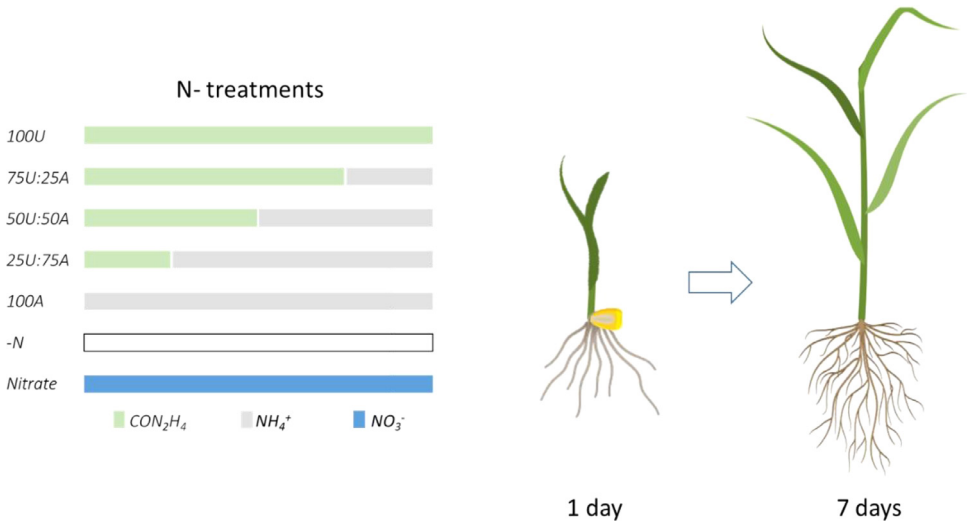 N- treatments
100U
75U:25A
50U:50A
25U:75A
100A
-N
Nitrate
CON₂H₄ NH₄⁺ NO₃⁻
1 day 7 days